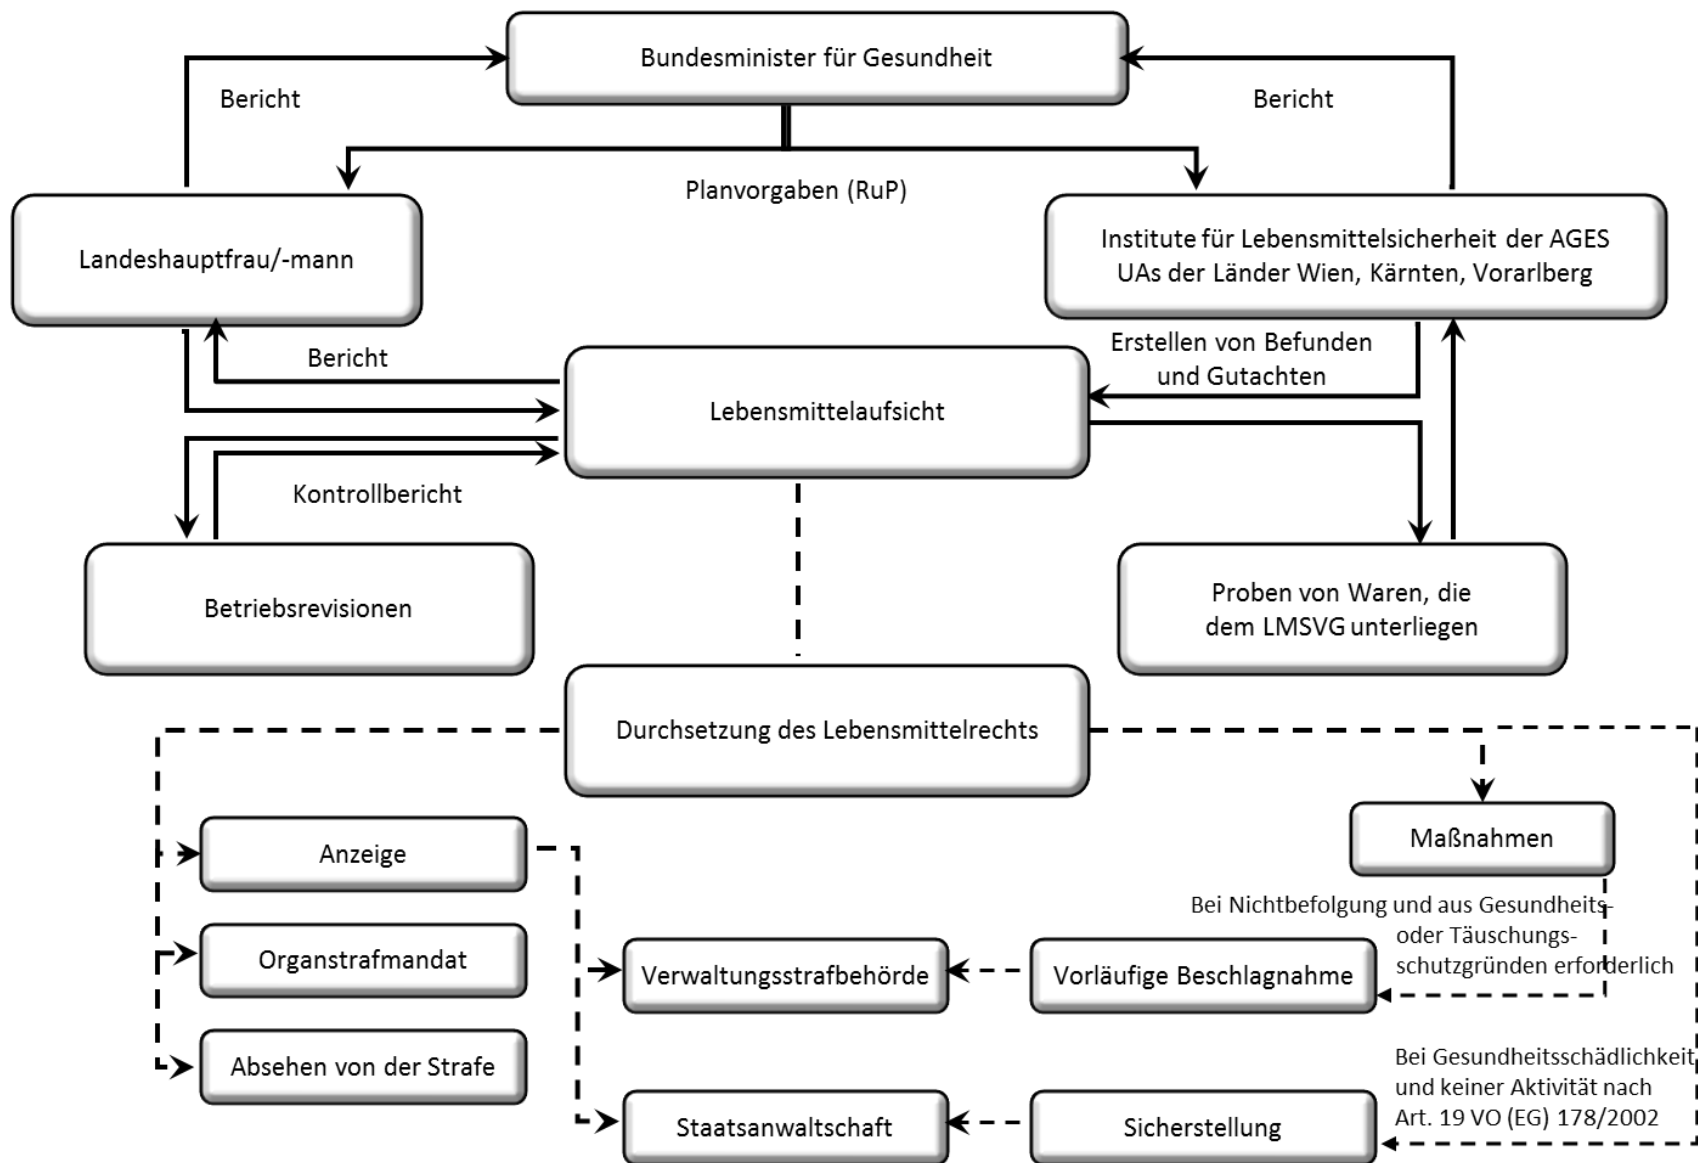 Bundesminister für Gesundheit
Bericht
Bericht
Planvorgaben (RuP)
Landeshauptfrau/-mann
Institute für Lebensmittelsicherheit der AGES
UAs der Länder Wien, Kärnten, Vorarlberg
Bericht
Erstellen von Befunden
und Gutachten
Lebensmittelaufsicht
Kontrollbericht
Betriebsrevisionen
Proben von Waren, die
dem LMSVG unterliegen
Durchsetzung des Lebensmittelrechts
Anzeige
Maßnahmen
Bei Nichtbefolgung und aus Gesundheits-
oder Täuschungs-
schutzgründen erforderlich
Organstrafmandat
Verwaltungsstrafbehörde
Vorläufige Beschlagnahme
Absehen von der Strafe
Bei Gesundheitsschädlichkeit
und keiner Aktivität nach
Art. 19 VO (EG) 178/2002
Staatsanwaltschaft
Sicherstellung